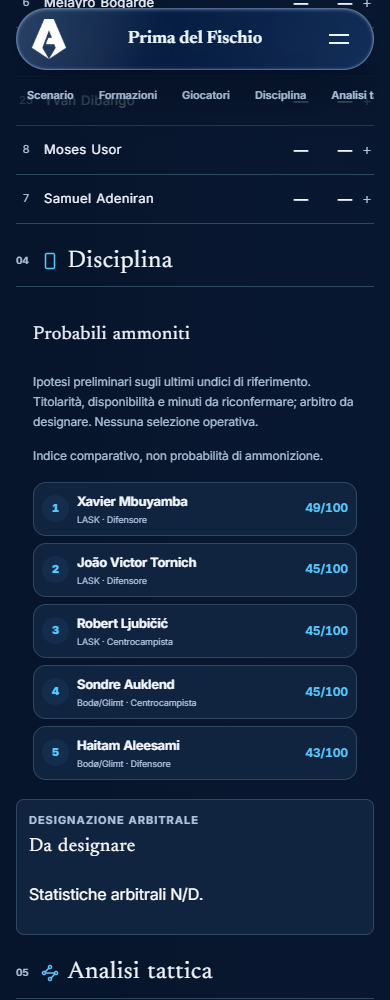 6 Melayro Bogarde — — +
Prima del Fischio
Scenario Formazioni Giocatori Disciplina Analisi t
23 Yvan Dibango — — +
8 Moses Usor — — +
7 Samuel Adeniran — — +
04 Disciplina
Probabili ammoniti
Ipotesi preliminari sugli ultimi undici di riferimento.
Titolarità, disponibilità e minuti da riconfermare; arbitro da
designare. Nessuna selezione operativa.
Indice comparativo, non probabilità di ammonizione.
1 Xavier Mbuyamba 49/100
LASK · Difensore
2 João Victor Tornich 45/100
LASK · Difensore
3 Robert Ljubičić 45/100
LASK · Centrocampista
4 Sondre Auklend 45/100
Bodø/Glimt · Centrocampista
5 Haitam Aleesami 43/100
Bodø/Glimt · Difensore
DESIGNAZIONE ARBITRALE
Da designare
Statistiche arbitrali N/D.
05 Analisi tattica